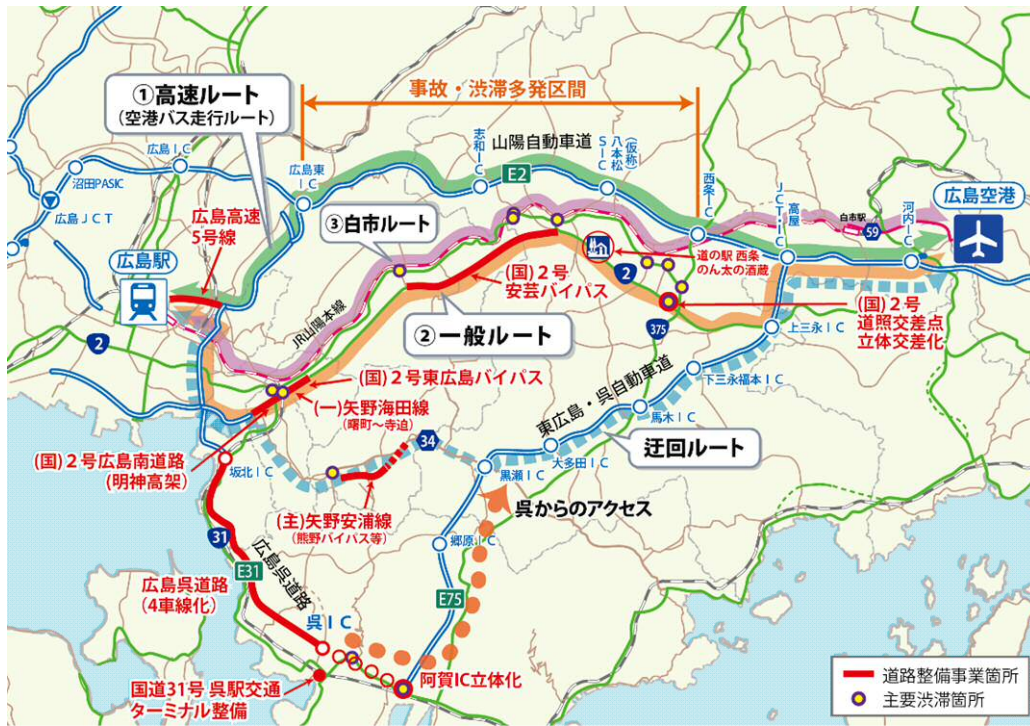 事故・渋滞多発区間
①高速ルート
(空港バス走行ルート)
山陽自動車道
E2
広島IC
沼田PASIC
広島JCT
広島東
IC
志和IC
(仮称)
八本松
SIC
西条IC
高屋
JCTIC
河内IC
白市駅
59
広島空港
広島高速
5号線
広島駅
③白市ルート
JR山陽本線
道の駅 西条
のん太の酒蔵
2
(国)2号
安芸バイパス
(国)2号
道照交差点
立体交差化
②一般ルート
375
上三永IC
2
(国)2号東広島バイパス
(一)矢野海田線
(曙町～寺迫)
下三永福本IC
東広島・呉自動車道
馬木IC
迂回ルート
34
(国)2号広島南道路
(明神高架)
坂北IC
大多田IC
黒瀬IC
呉からのアクセス
(主)矢野安浦線
(熊野バイパス等)
31
郷原IC
広島呉道路
E31
広島呉道路
(4車線化)
E75
呉IC
阿賀IC立体化
国道31号 呉駅交通
ターミナル整備
道路整備事業箇所
主要渋滞箇所